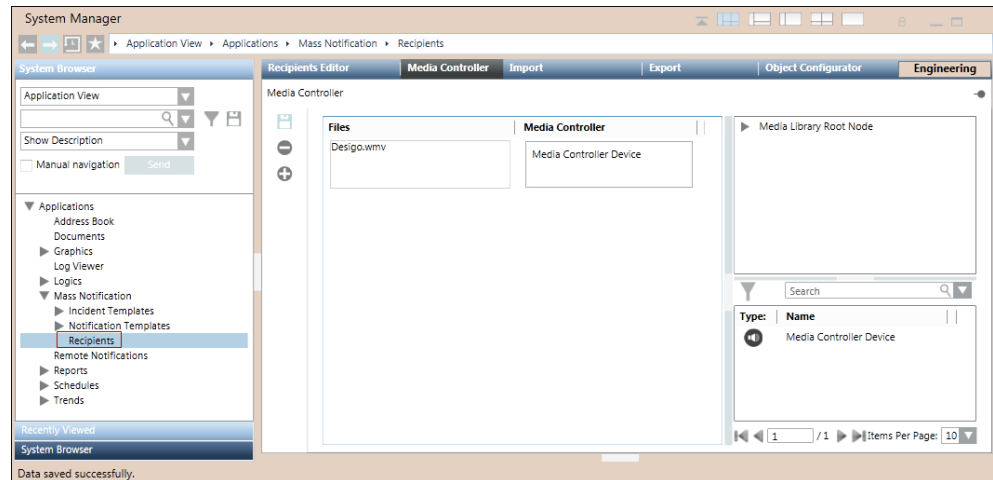 System Manager
Application View Applications Mass Notification Recipients
System Browser
Application View
Show Description
Manual navigation Send
Applications
Address Book
Documents
Graphics
Log Viewer
Logics
Mass Notification
Incident Templates
Notification Templates
Recipients
Remote Notifications
Reports
Schedules
Trends
Recently Viewed
System Browser
Recipients Editor Media Controller Import Export Object Configurator Engineering
Media Controller
Files Media Controller
Desigo.wmv Media Controller Device
Media Library Root Node
Search
Type: Name
Media Controller Device
1 /1 Items Per Page: 10
Data saved successfully.